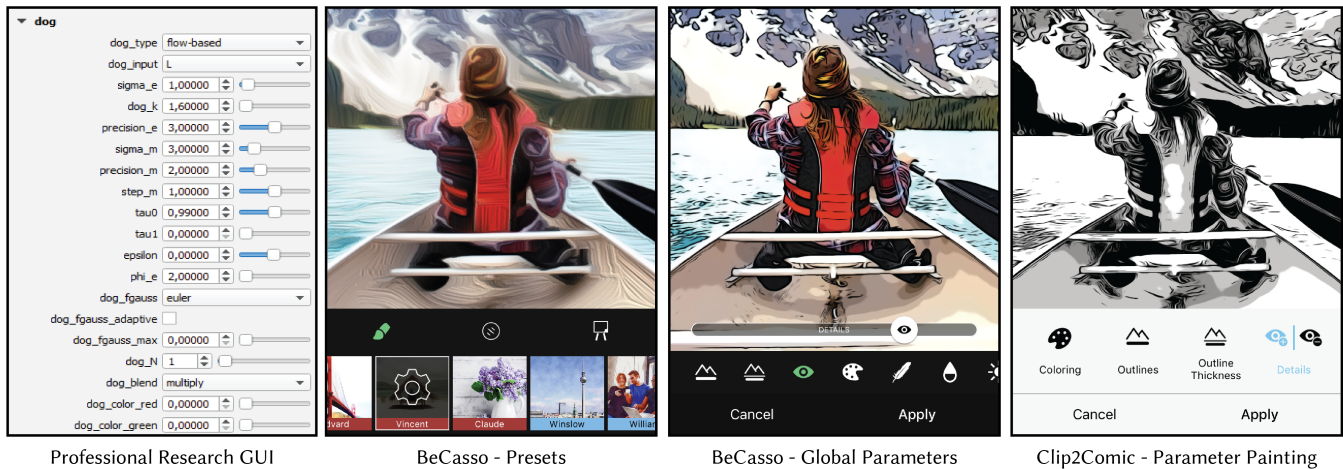 dog
dog_type flow-based
dog_input L
sigma_e 1,00000
dog_k 1,60000
precision_e 3,00000
sigma_m 3,00000
precision_m 2,00000
step_m 1,00000
tau0 0,99000
tau1 0,00000
epsilon 0,00000
phi_e 2,00000
dog_fgauss euler
dog_fgauss_adaptive
dog_fgauss_max 0,00000
dog_N 1
dog_blend multiply
dog_color_red 0,00000
dog_color_green 0,00000
Professional Research GUI
dvard Vincent Claude Winslow Willian
BeCasso - Presets
DETAILS
Cancel Apply
BeCasso - Global Parameters
Coloring Outlines Outline Thickness Details
Cancel Apply
Clip2Comic - Parameter Painting